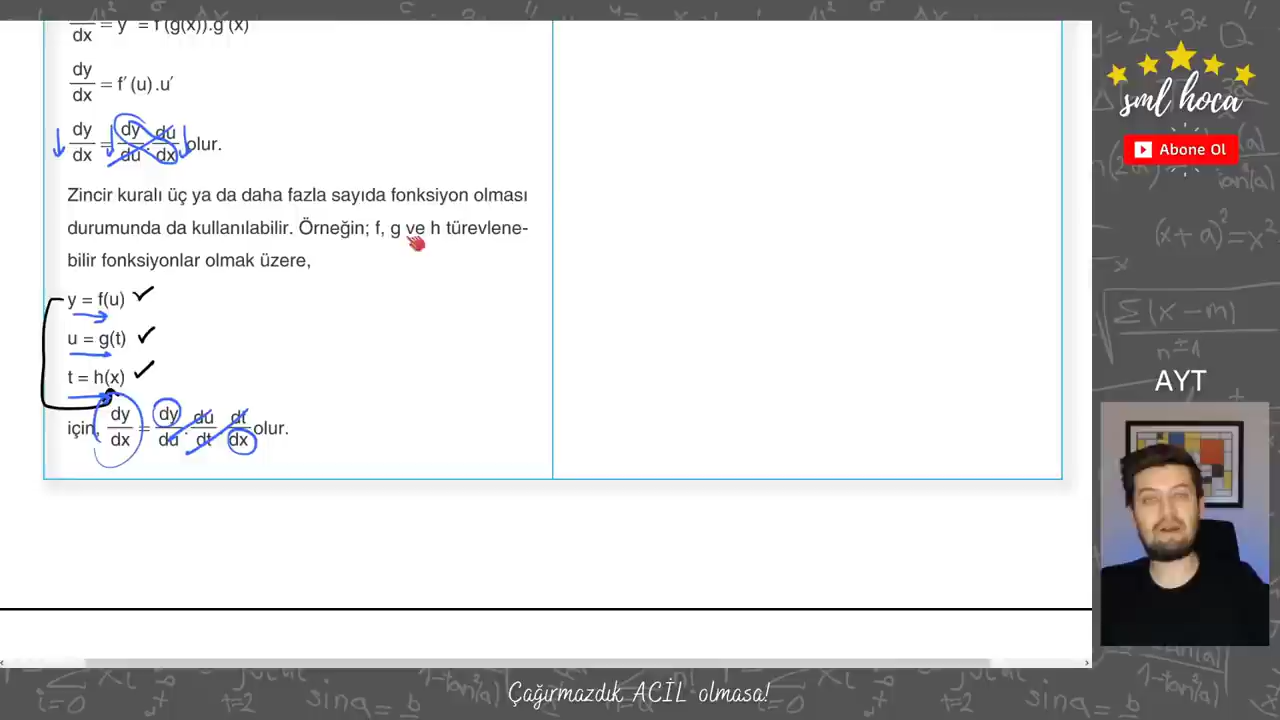 dy/dx = y' = f'(g(x)).g'(x)
dy/dx = f'(u).u'
dy/dx = dy/du . du/dx olur.
Zincir kuralı üç ya da daha fazla sayıda fonksiyon olması
durumunda da kullanılabilir. Örneğin; f, g ve h türevlene-
bilir fonksiyonlar olmak üzere,
y = f(u)
u = g(t)
t = h(x)
için, dy/dx = dy/du . du/dt . dt/dx olur.
sml hoca
Abone Ol
AYT
Çağırmazdık ACİL olmasa!